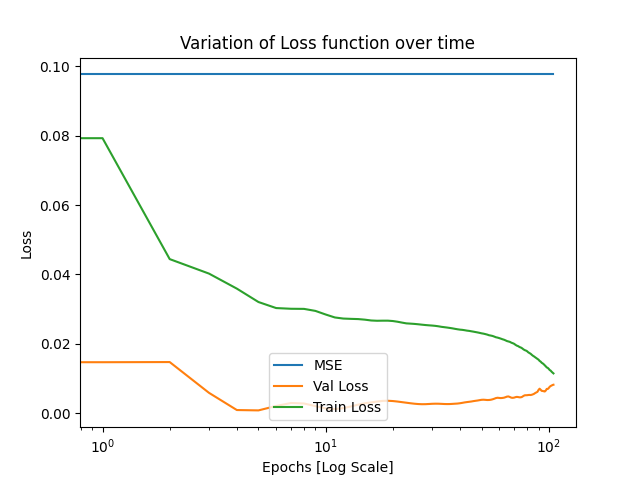 Variation of Loss function over time
0.10
0.08
0.06
0.04
0.02
0.00
Loss
MSE
Val Loss
Train Loss
10⁰
10¹
10²
Epochs [Log Scale]